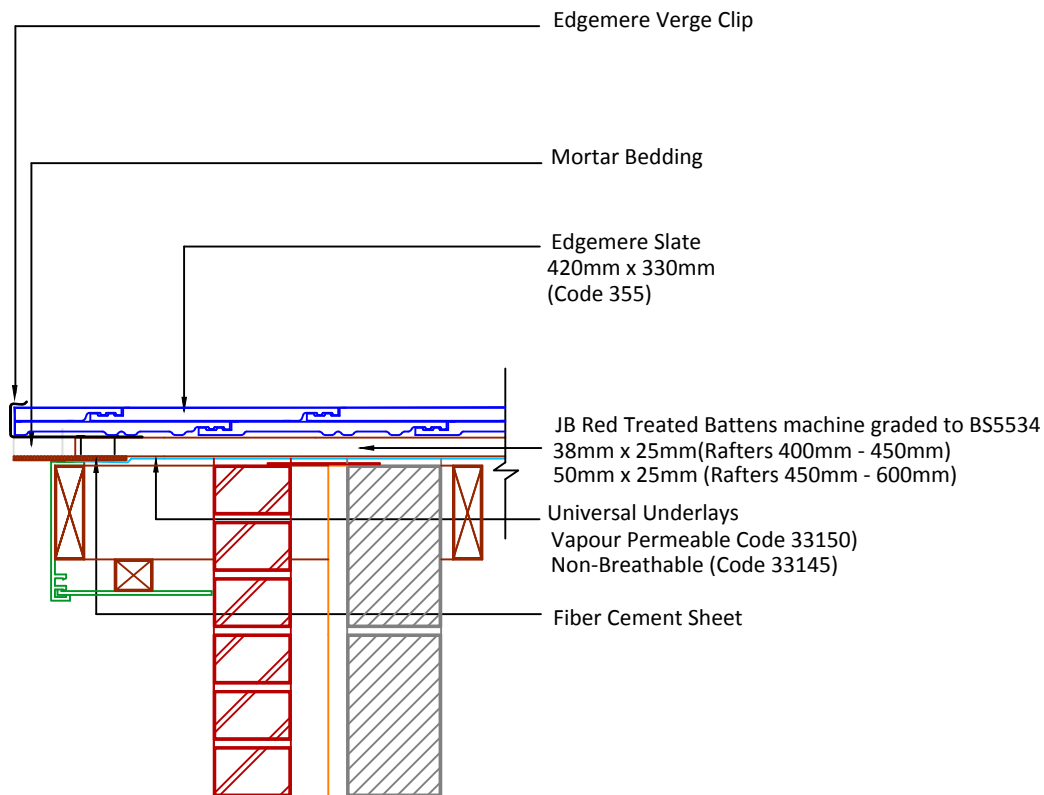 Edgemere Verge Clip
Mortar Bedding
Edgemere Slate
420mm x 330mm
(Code 355)
JB Red Treated Battens machine graded to BS5534
38mm x 25mm(Rafters 400mm - 450mm)
50mm x 25mm (Rafters 450mm - 600mm)
Universal Underlays
Vapour Permeable Code 33150)
Non-Breathable (Code 33145)
Fiber Cement Sheet